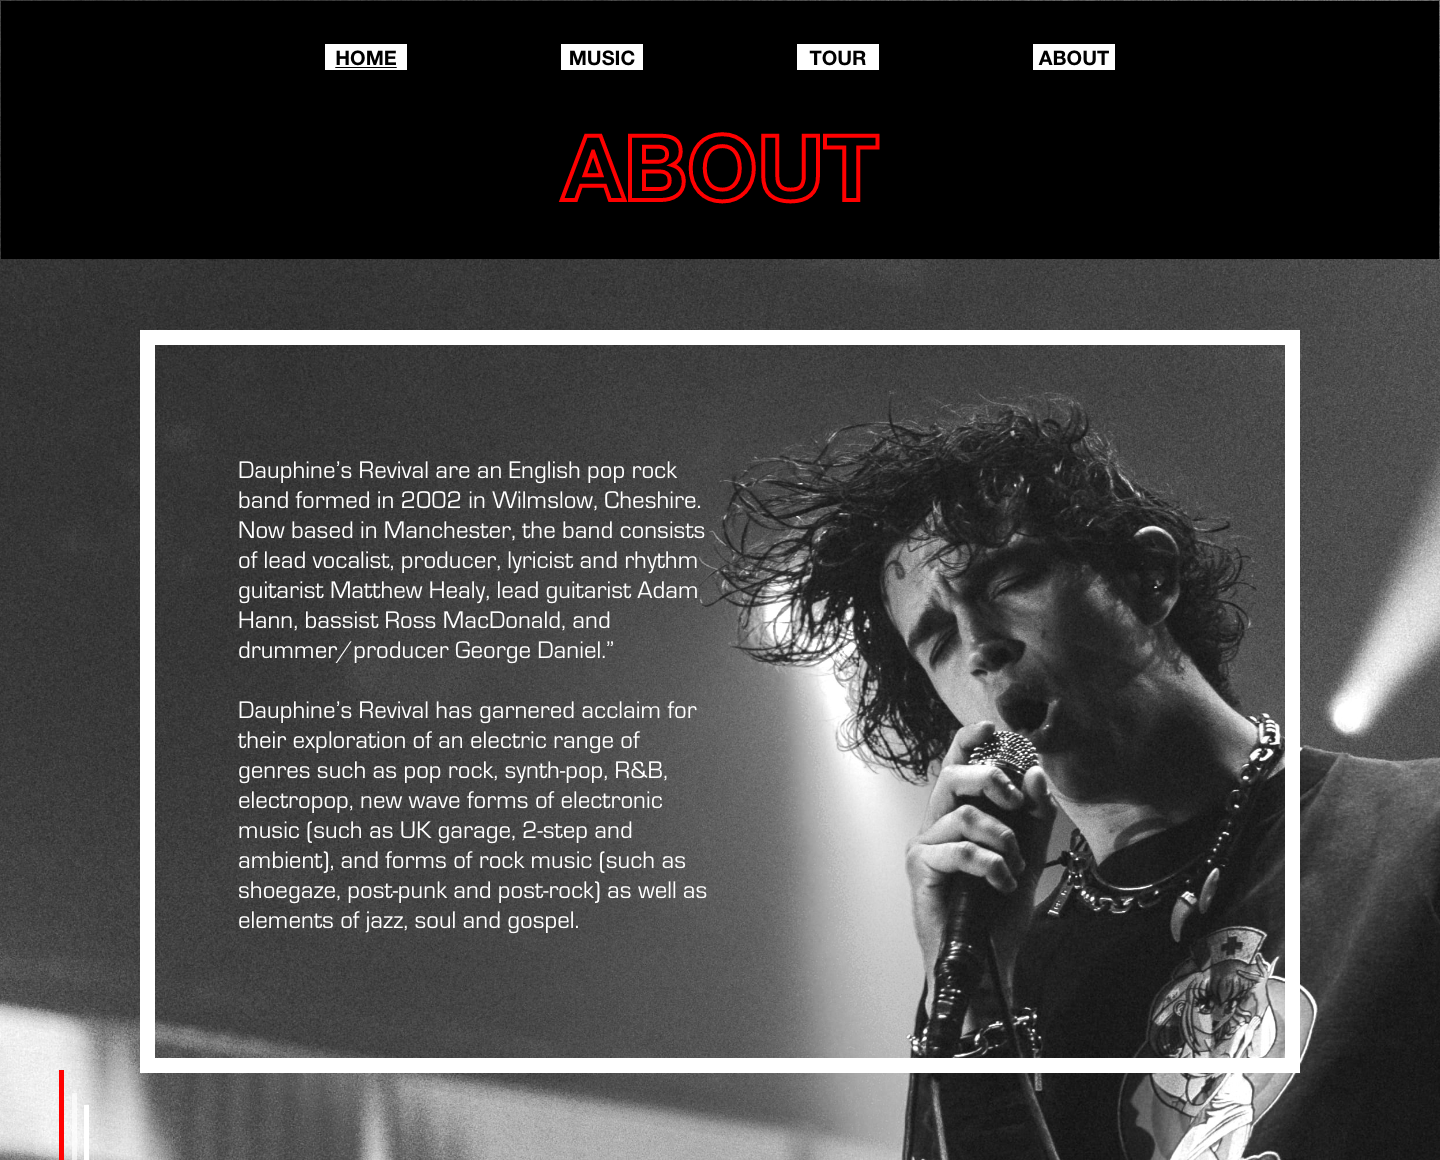 HOME
MUSIC
TOUR
ABOUT
ABOUT
Dauphine’s Revival are an English pop rock
band formed in 2002 in Wilmslow, Cheshire.
Now based in Manchester, the band consists
of lead vocalist, producer, lyricist and rhythm
guitarist Matthew Healy, lead guitarist Adam
Hann, bassist Ross MacDonald, and
drummer/producer George Daniel.”
Dauphine’s Revival has garnered acclaim for
their exploration of an electric range of
genres such as pop rock, synth-pop, R&B,
electropop, new wave forms of electronic
music (such as UK garage, 2-step and
ambient), and forms of rock music (such as
shoegaze, post-punk and post-rock) as well as
elements of jazz, soul and gospel.